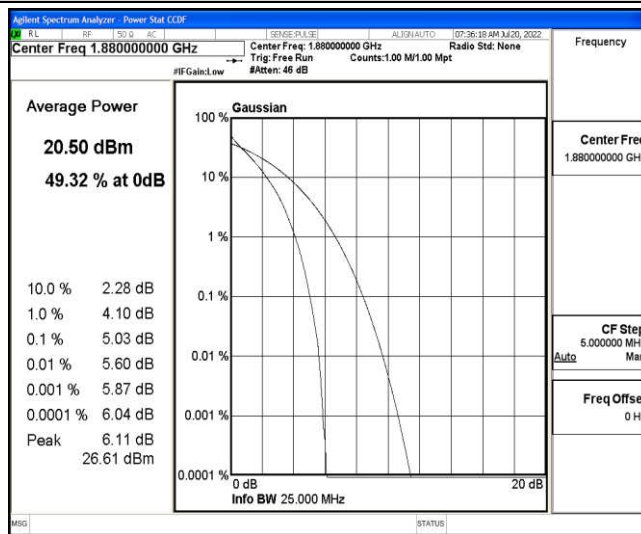 Agilent Spectrum Analyzer - Power Stat CCDF
RL RF 50 Ω AC SENSE:PULSE ALIGN AUTO 07:36:18 AM Jul 20, 2022
Center Freq 1.880000000 GHz
Center Freq: 1.880000000 GHz Radio Std: None
Trig: Free Run Counts:1.00 M/1.00 Mpt
#IFGain:Low #Atten: 46 dB
Frequency
Average Power
20.50 dBm
49.32 % at 0dB
10.0 % 2.28 dB
1.0 % 4.10 dB
0.1 % 5.03 dB
0.01 % 5.60 dB
0.001 % 5.87 dB
0.0001 % 6.04 dB
Peak 6.11 dB
26.61 dBm
Gaussian
100 %
10 %
1 %
0.1 %
0.01 %
0.001 %
0.0001 %
0 dB 20 dB
Info BW 25.000 MHz
Center Fre
1.880000000 GH
CF Step
5.000000 MH
Auto Ma
Freq Offse
0 H
MSG STATUS